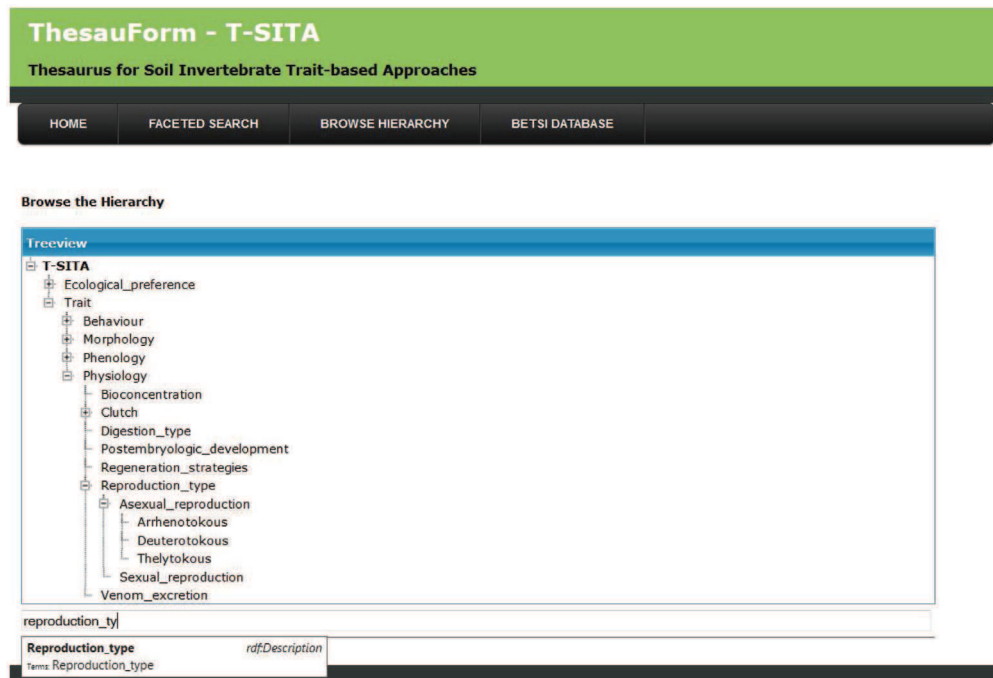 ThesauForm - T-SITA
Thesaurus for Soil Invertebrate Trait-based Approaches
HOME FACETED SEARCH BROWSE HIERARCHY BETSI DATABASE
Browse the Hierarchy
Treeview
T-SITA
Ecological_preference
Trait
Behaviour
Morphology
Phenology
Physiology
Bioconcentration
Clutch
Digestion_type
Postembryologic_development
Regeneration_strategies
Reproduction_type
Asexual_reproduction
Arrhenotokous
Deuterotokous
Thelytokous
Sexual_reproduction
Venom_excretion
reproduction_ty
Reproduction_type rdf:Description
Terms: Reproduction_type